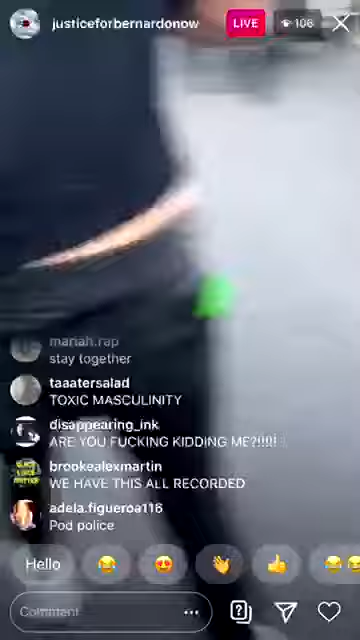 justiceforbernardonow
LIVE
106
mariah.rap
stay together
taaatersalad
TOXIC MASCULINITY
disappearing_ink
ARE YOU FUCKING KIDDING ME?!!!!!
brookealexmartin
WE HAVE THIS ALL RECORDED
adela.figueroa116
Pod police
Hello
Comment